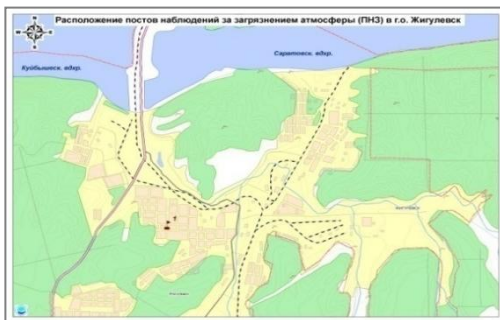 Расположение постов наблюдений за загрязнением атмосферы (ПНЗ) в г.о. Жигулевск
Саратовск. вдхр.
Куйбышевск. вдхр.